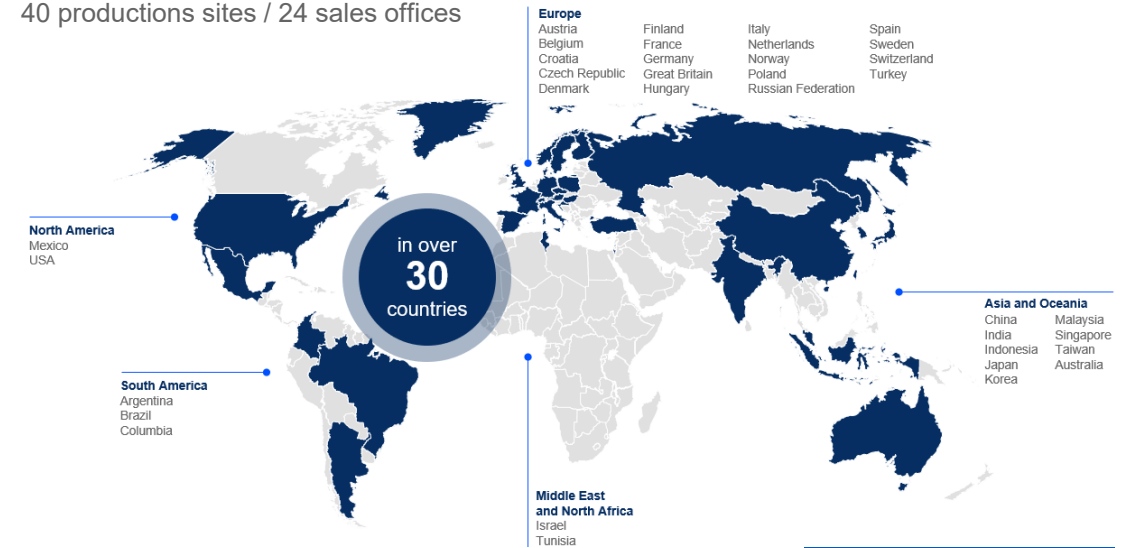 40 productions sites / 24 sales offices
Europe
Austria
Belgium
Croatia
Czech Republic
Denmark
Finland
France
Germany
Great Britain
Hungary
Italy
Netherlands
Norway
Poland
Russian Federation
Spain
Sweden
Switzerland
Turkey
North America
Mexico
USA
in over
30
countries
Asia and Oceania
China
India
Indonesia
Japan
Korea
Malaysia
Singapore
Taiwan
Australia
South America
Argentina
Brazil
Columbia
Middle East
and North Africa
Israel
Tunisia